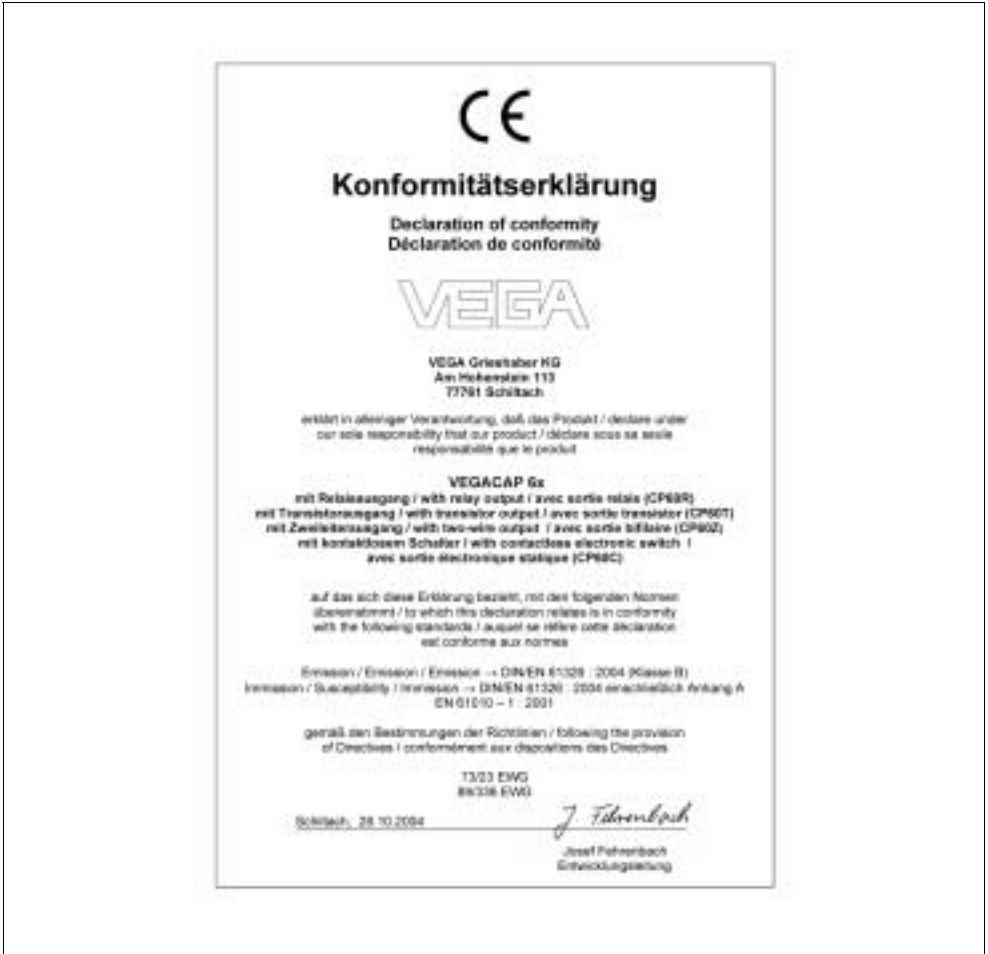 CE
Konformitätserklärung
Declaration of conformity
Déclaration de conformité
VEGA
VEGA Grieshaber KG
Am Hohenstein 113
77761 Schiltach
erklärt in alleiniger Verantwortung, daß das Produkt / declare under
our sole responsibility that our product / déclare sous sa seule
responsabilité que le produit
VEGACAP 6x
mit Relaisausgang / with relay output / avec sortie relais (CP60R)
mit Transistorausgang / with transistor output / avec sortie transistor (CP60T)
mit Zweileiterausgang / with two-wire output / avec sortie bifilaire (CP60Z)
mit kontaktlosem Schalter / with contactless electronic switch /
avec sortie électronique statique (CP60C)
auf das sich diese Erklärung bezieht, mit den folgenden Normen
übereinstimmt / to which this declaration relates is in conformity
with the following standards / auquel se réfère cette déclaration
est conforme aux normes
Emission / Emission / Emission → DIN/EN 61326 : 2004 (Klasse B)
Immission / Susceptibility / Immission → DIN/EN 61326 : 2004 einschließlich Anhang A
EN 61010 – 1 : 2001
gemäß den Bestimmungen der Richtlinien / following the provision
of Directives / conformément aux dispositions des Directives
73/23 EWG
89/336 EWG
Schiltach, 28.10.2004
J. Fehrenbach
Josef Fehrenbach
Entwicklungsleitung